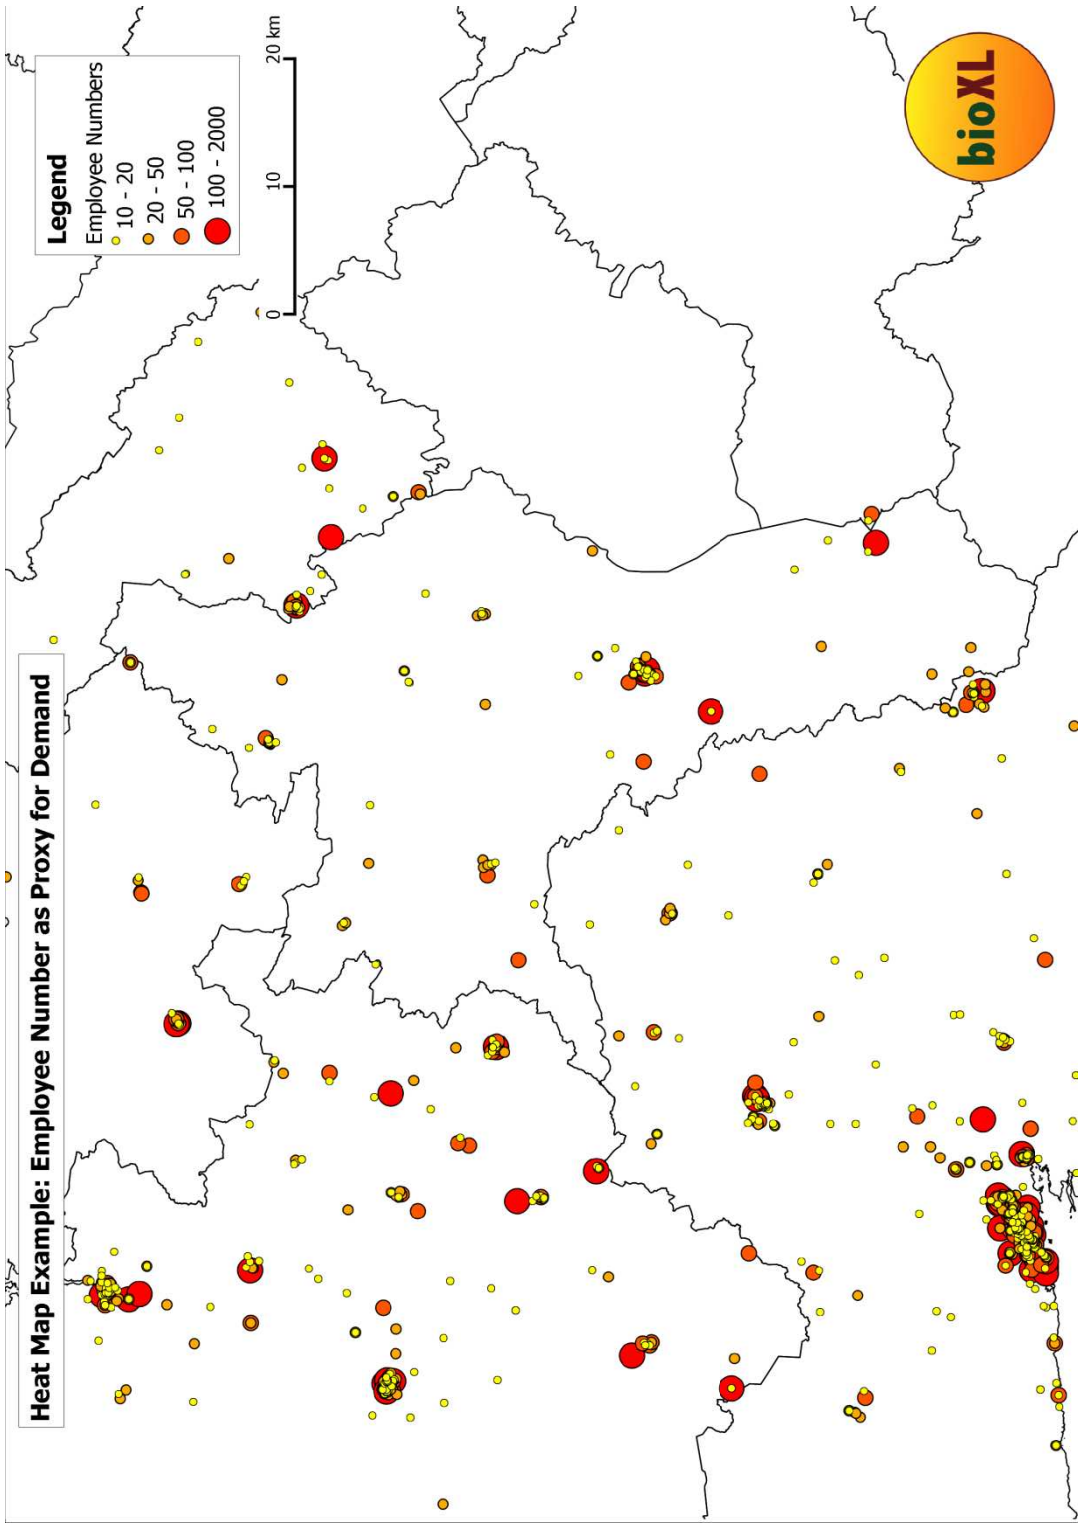 Heat Map Example: Employee Number as Proxy for Demand
Legend
Employee Numbers
10 - 20
20 - 50
50 - 100
100 - 2000
0 10 20 km
bioXL